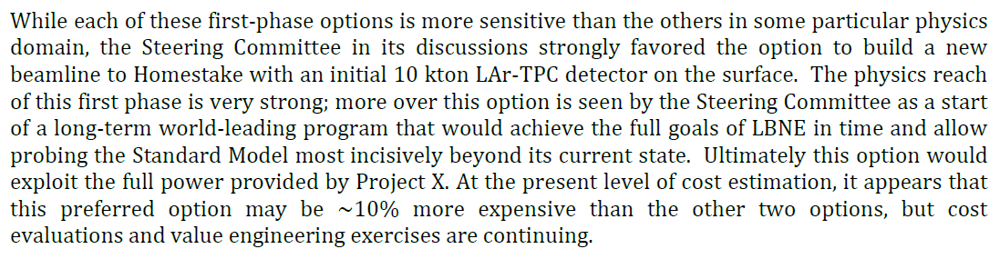 While each of these first-phase options is more sensitive than the others in some particular physics
domain, the Steering Committee in its discussions strongly favored the option to build a new
beamline to Homestake with an initial 10 kton LAr-TPC detector on the surface.  The physics reach
of this first phase is very strong; more over this option is seen by the Steering Committee as a start
of a long-term world-leading program that would achieve the full goals of LBNE in time and allow
probing the Standard Model most incisively beyond its current state.  Ultimately this option would
exploit the full power provided by Project X. At the present level of cost estimation, it appears that
this preferred option may be ~10% more expensive than the other two options, but cost
evaluations and value engineering exercises are continuing.